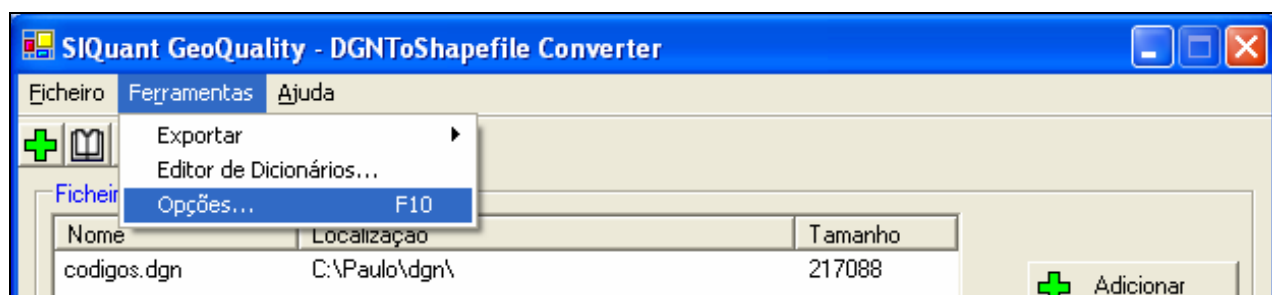 SIQuant GeoQuality - DGNToShapefile Converter
Ficheiro Ferramentas Ajuda
Exportar
Editor de Dicionários...
Opções... F10
Nome Localização Tamanho
codigos.dgn C:\Paulo\dgn\ 217088
Adicionar